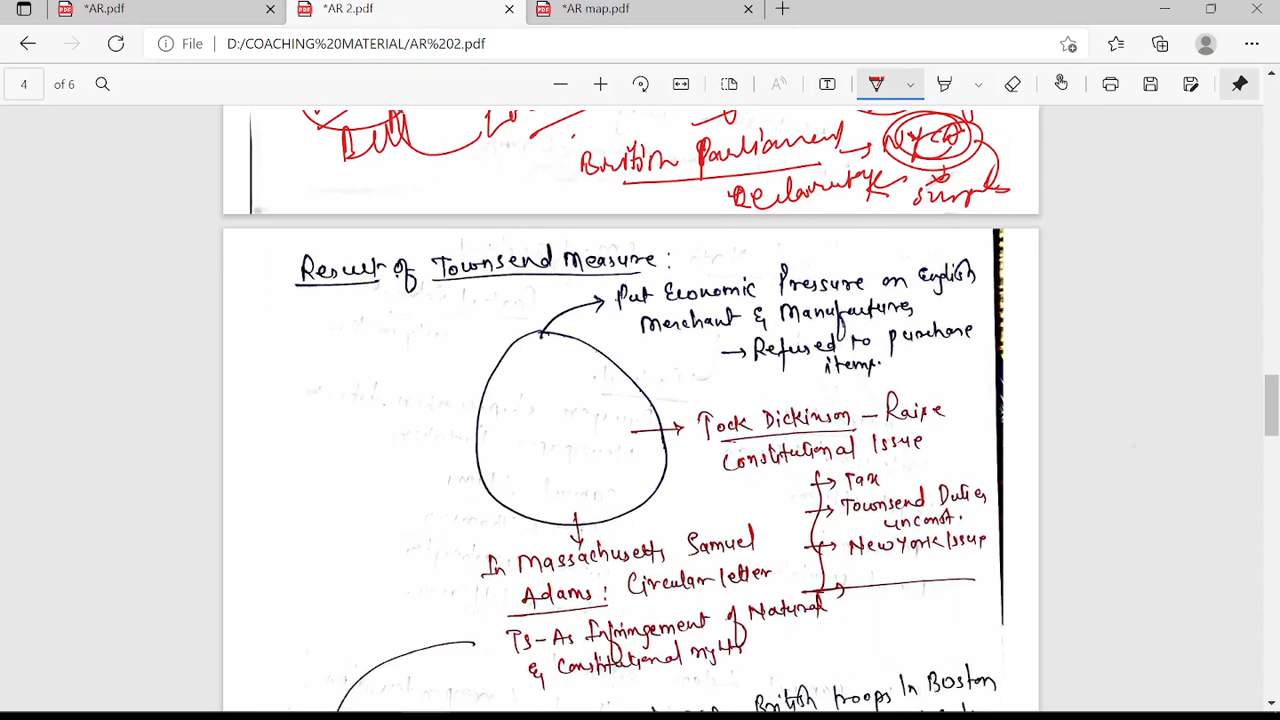 *AR.pdf
*AR 2.pdf
*AR map.pdf
File
D:/COACHING%20MATERIAL/AR%202.pdf
4 of 6
British Parliament → NYCA
Result of Townsend Measure:
Put Economic Pressure on English
Merchant & Manufactures
→ Refused to purchase
items.
Tock Dickinson - Raise
Constitutional Issue
→ Tax
→ Townsend Duties
unconst.
→ New York Issue
In Massachusetts Samuel
Adams: Circular letter
Ts - As Infringement of Natural
& Constitutional rights
British troops In Boston